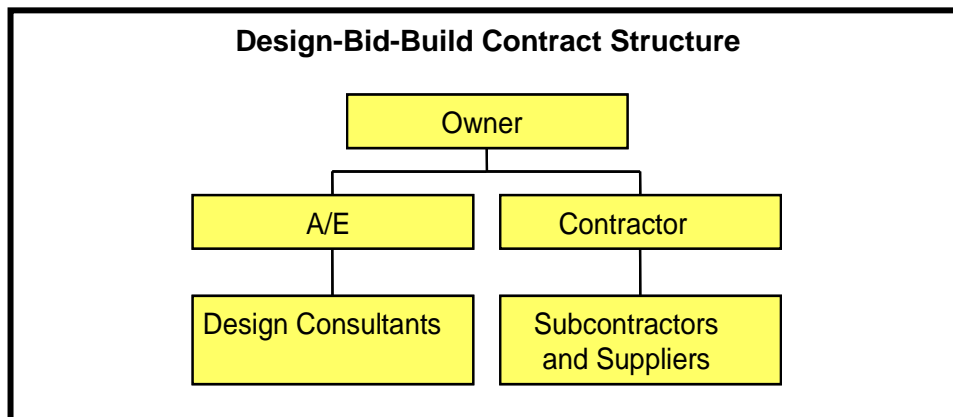 Design-Bid-Build Contract Structure
Owner
A/E
Contractor
Design Consultants
Subcontractors
and Suppliers